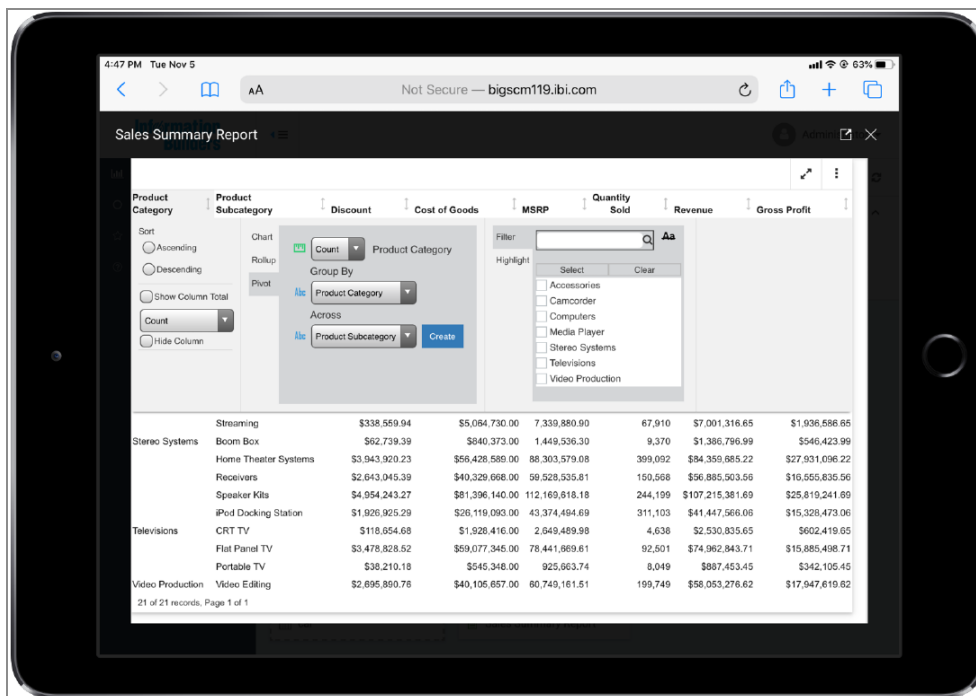 4:47 PM Tue Nov 5
63%
AA
Not Secure — bigscm119.ibi.com
Information
Builders
Sales Summary Report
Product Category
Product Subcategory
Discount
Cost of Goods
MSRP
Quantity Sold
Revenue
Gross Profit
Sort
Ascending
Descending
Show Column Total
Count
Hide Column
Chart
Rollup
Pivot
Count
Product Category
Group By
Abc
Product Category
Across
Abc
Product Subcategory
Create
Filter
Aa
Highlight
Select
Clear
Accessories
Camcorder
Computers
Media Player
Stereo Systems
Televisions
Video Production
Streaming $338,559.94 $5,064,730.00 7,339,880.90 67,910 $7,001,316.65 $1,936,586.65
Stereo Systems Boom Box $62,739.39 $840,373.00 1,449,536.30 9,370 $1,386,796.99 $546,423.99
Home Theater Systems $3,943,920.23 $56,428,589.00 88,303,579.08 399,092 $84,359,685.22 $27,931,096.22
Receivers $2,643,045.39 $40,329,668.00 59,528,535.81 150,568 $56,885,503.56 $16,555,835.56
Speaker Kits $4,954,243.27 $81,396,140.00 112,169,618.18 244,199 $107,215,381.69 $25,819,241.69
iPod Docking Station $1,926,925.29 $26,119,093.00 43,374,494.69 311,103 $41,447,566.06 $15,328,473.06
Televisions CRT TV $118,654.68 $1,928,416.00 2,649,489.98 4,638 $2,530,835.65 $602,419.65
Flat Panel TV $3,478,828.52 $59,077,345.00 78,441,669.61 92,501 $74,962,843.71 $15,885,498.71
Portable TV $38,210.18 $545,348.00 925,663.74 8,049 $887,453.45 $342,105.45
Video Production Video Editing $2,695,890.76 $40,105,657.00 60,749,161.51 199,749 $58,053,276.62 $17,947,619.62
21 of 21 records, Page 1 of 1
Sales Summary Report